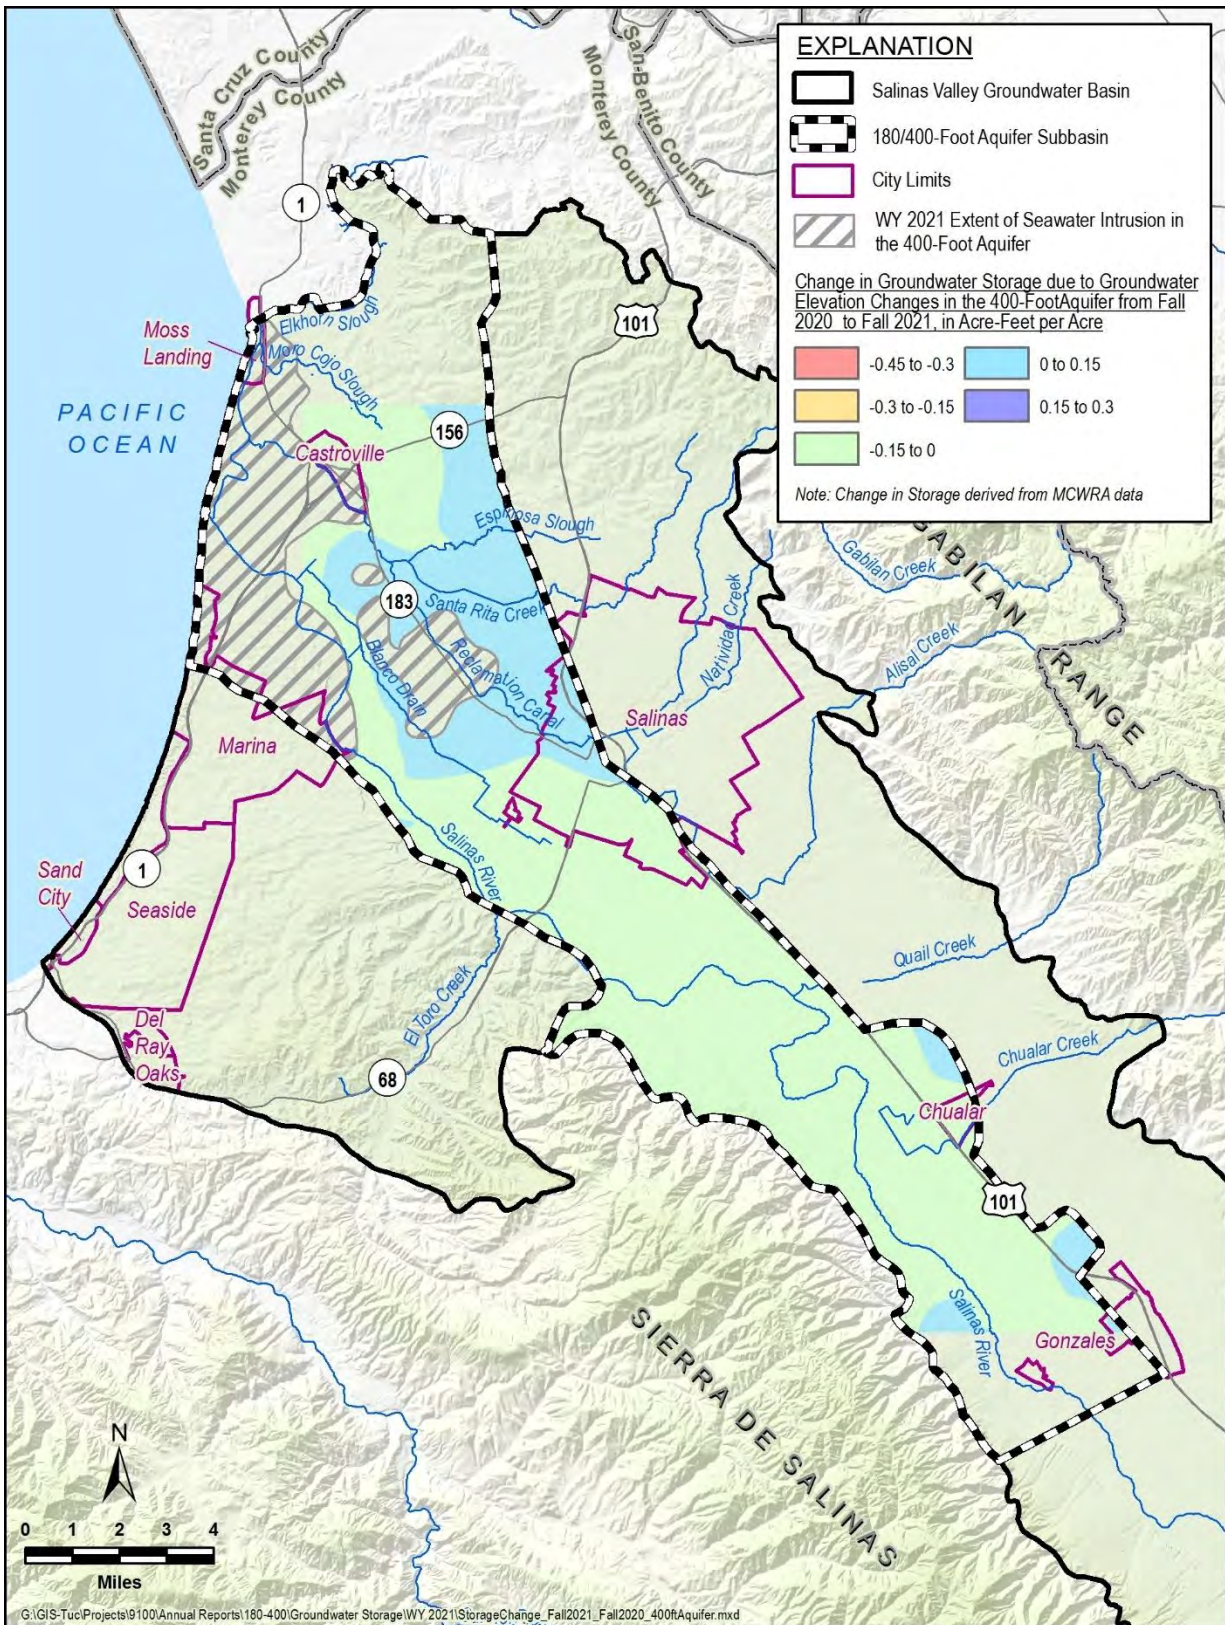 EXPLANATION
Salinas Valley Groundwater Basin
180/400-Foot Aquifer Subbasin
City Limits
WY 2021 Extent of Seawater Intrusion in
the 400-Foot Aquifer
Change in Groundwater Storage due to Groundwater
Elevation Changes in the 400-FootAquifer from Fall
2020 to Fall 2021, in Acre-Feet per Acre
-0.45 to -0.3
0 to 0.15
-0.3 to -0.15
0.15 to 0.3
-0.15 to 0
Note: Change in Storage derived from MCWRA data
Santa Cruz County
Monterey County
San-Benito County
Monterey County
1
101
Elkhorn Slough
Moss
Landing
Moro Cojo Slough
PACIFIC
OCEAN
156
Castroville
Espinosa Slough
GABILAN
RANGE
Gabilan Creek
183
Santa Rita Creek
Natividad Creek
Reclamation Canal
Blanco Drain
Alisal Creek
Salinas
Marina
Salinas River
1
Sand
City
Seaside
Quail Creek
El Toro Creek
Del
Ray
Oaks
68
Chualar Creek
Chualar
101
Salinas River
Gonzales
SIERRA DE SALINAS
N
0 1 2 3 4
Miles
G:\GIS-Tuc\Projects\9100\Annual Reports\180-400\Groundwater Storage\WY 2021\StorageChange_Fall2021_Fall2020_400ftAquifer.mxd